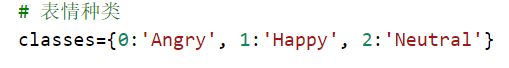 # 表情种类
classes={0:'Angry', 1:'Happy', 2:'Neutral'}